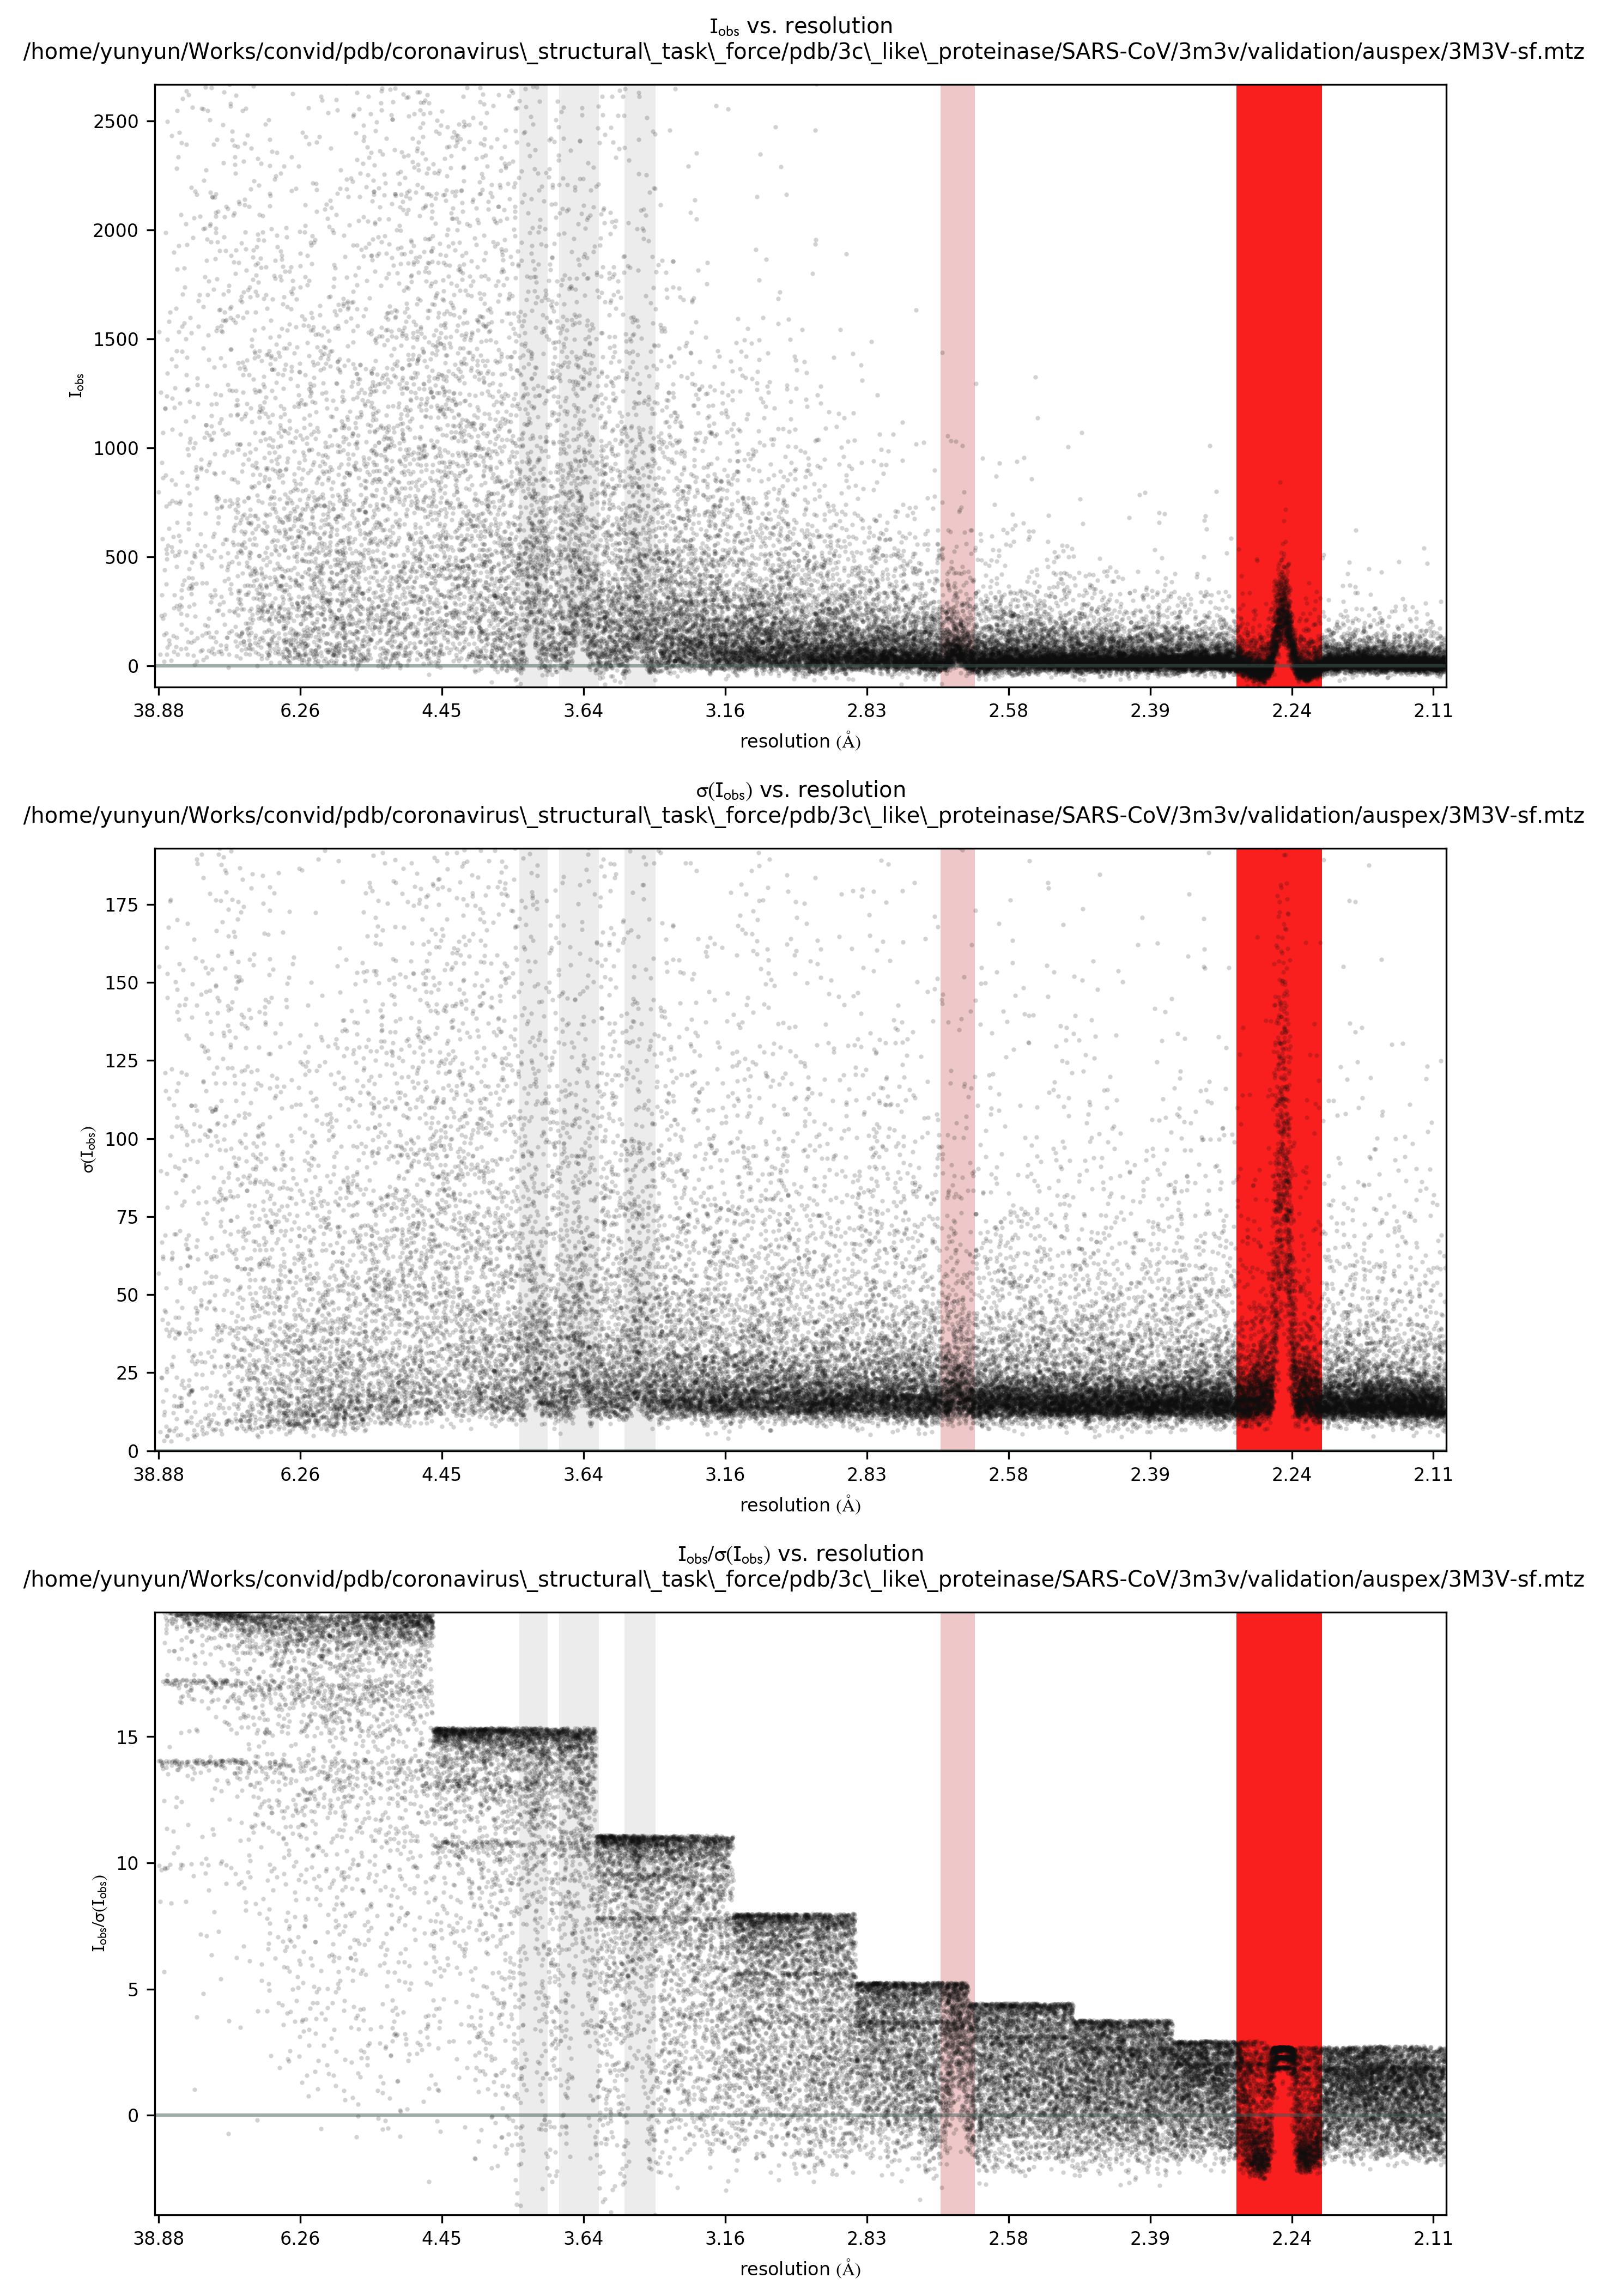 I_obs vs. resolution
/home/yunyun/Works/convid/pdb/coronavirus\_structural\_task\_force/pdb/3c\_like\_proteinase/SARS-CoV/3m3v/validation/auspex/3M3V-sf.mtz
2500
2000
1500
1000
500
0
I_obs
38.88 6.26 4.45 3.64 3.16 2.83 2.58 2.39 2.24 2.11
resolution (Å)
σ(I_obs) vs. resolution
/home/yunyun/Works/convid/pdb/coronavirus\_structural\_task\_force/pdb/3c\_like\_proteinase/SARS-CoV/3m3v/validation/auspex/3M3V-sf.mtz
175
150
125
100
75
50
25
0
σ(I_obs)
38.88 6.26 4.45 3.64 3.16 2.83 2.58 2.39 2.24 2.11
resolution (Å)
I_obs/σ(I_obs) vs. resolution
/home/yunyun/Works/convid/pdb/coronavirus\_structural\_task\_force/pdb/3c\_like\_proteinase/SARS-CoV/3m3v/validation/auspex/3M3V-sf.mtz
15
10
5
0
I_obs/σ(I_obs)
38.88 6.26 4.45 3.64 3.16 2.83 2.58 2.39 2.24 2.11
resolution (Å)